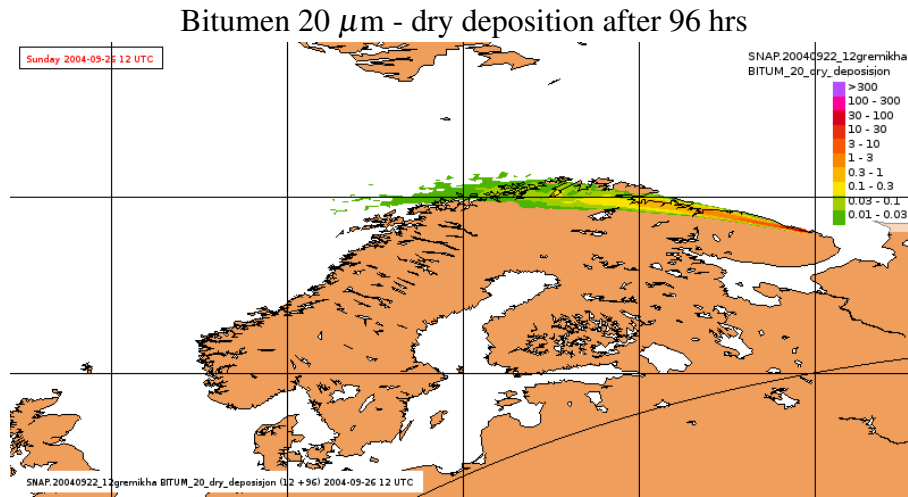 Bitumen 20 μm - dry deposition after 96 hrs
Sunday 2004-09-26 12 UTC
SNAP.20040922_12gremikha
BITUM_20_dry_deposisjon
>300
100 - 300
30 - 100
10 - 30
3 - 10
1 - 3
0.3 - 1
0.1 - 0.3
0.03 - 0.1
0.01 - 0.03
SNAP.20040922_12gremikha BITUM_20_dry_deposisjon (12 +96) 2004-09-26 12 UTC